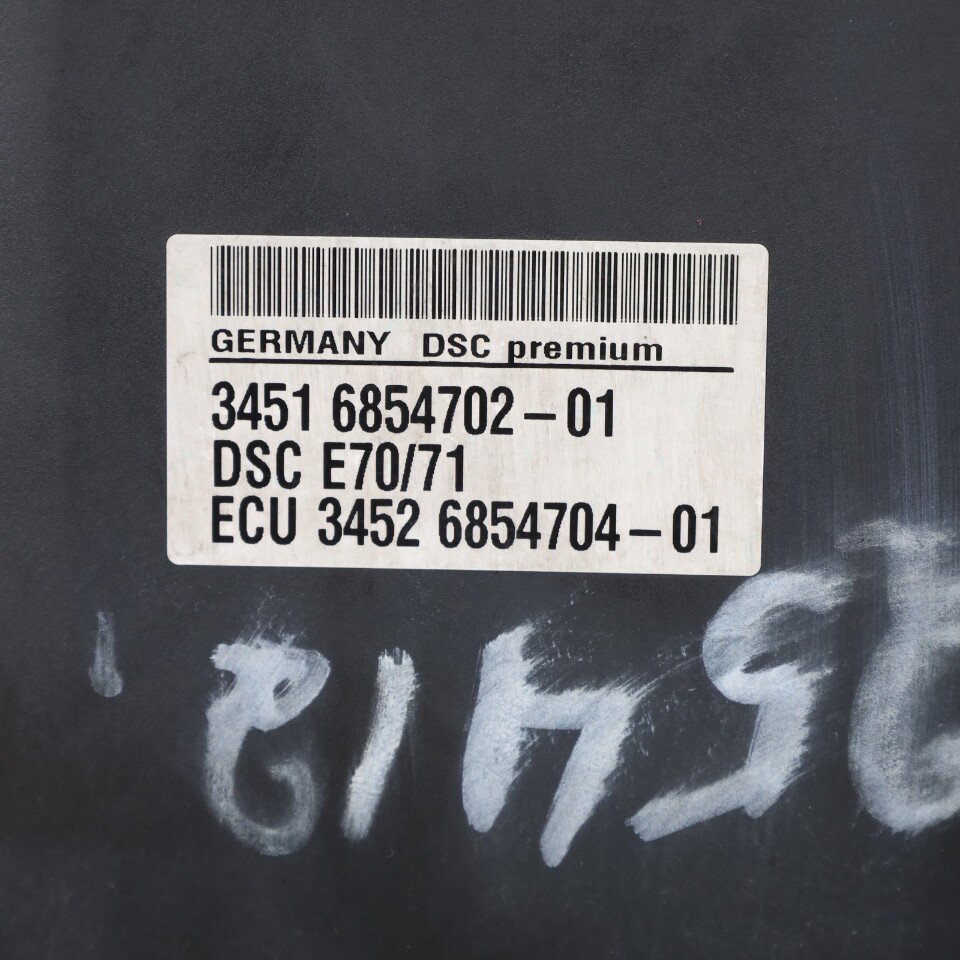 GERMANY DSC premium
3451 6854702-01
DSC E70/71
ECU 3452 6854704-01